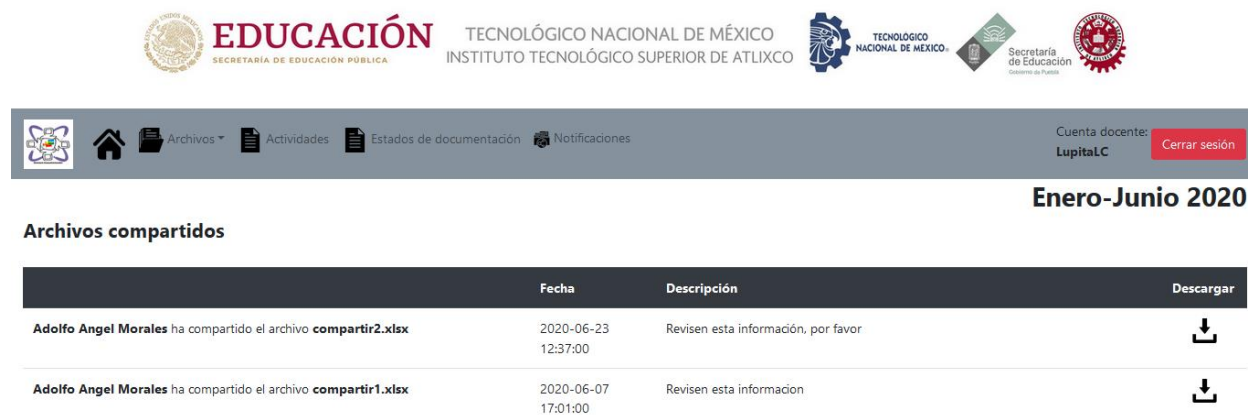 EDUCACIÓN
SECRETARÍA DE EDUCACIÓN PÚBLICA
TECNOLÓGICO NACIONAL DE MÉXICO
INSTITUTO TECNOLÓGICO SUPERIOR DE ATLIXCO
TECNOLÓGICO
NACIONAL DE MÉXICO
Secretaría
de Educación
Gobierno de Puebla
Archivos
Actividades
Estados de documentación
Notificaciones
Cuenta docente:
LupitaLC
Cerrar sesión
Enero-Junio 2020
Archivos compartidos
Fecha Descripción Descargar
Adolfo Angel Morales ha compartido el archivo compartir2.xlsx 2020-06-23 Revisen esta información, por favor
12:37:00
Adolfo Angel Morales ha compartido el archivo compartir1.xlsx 2020-06-07 Revisen esta informacion
17:01:00